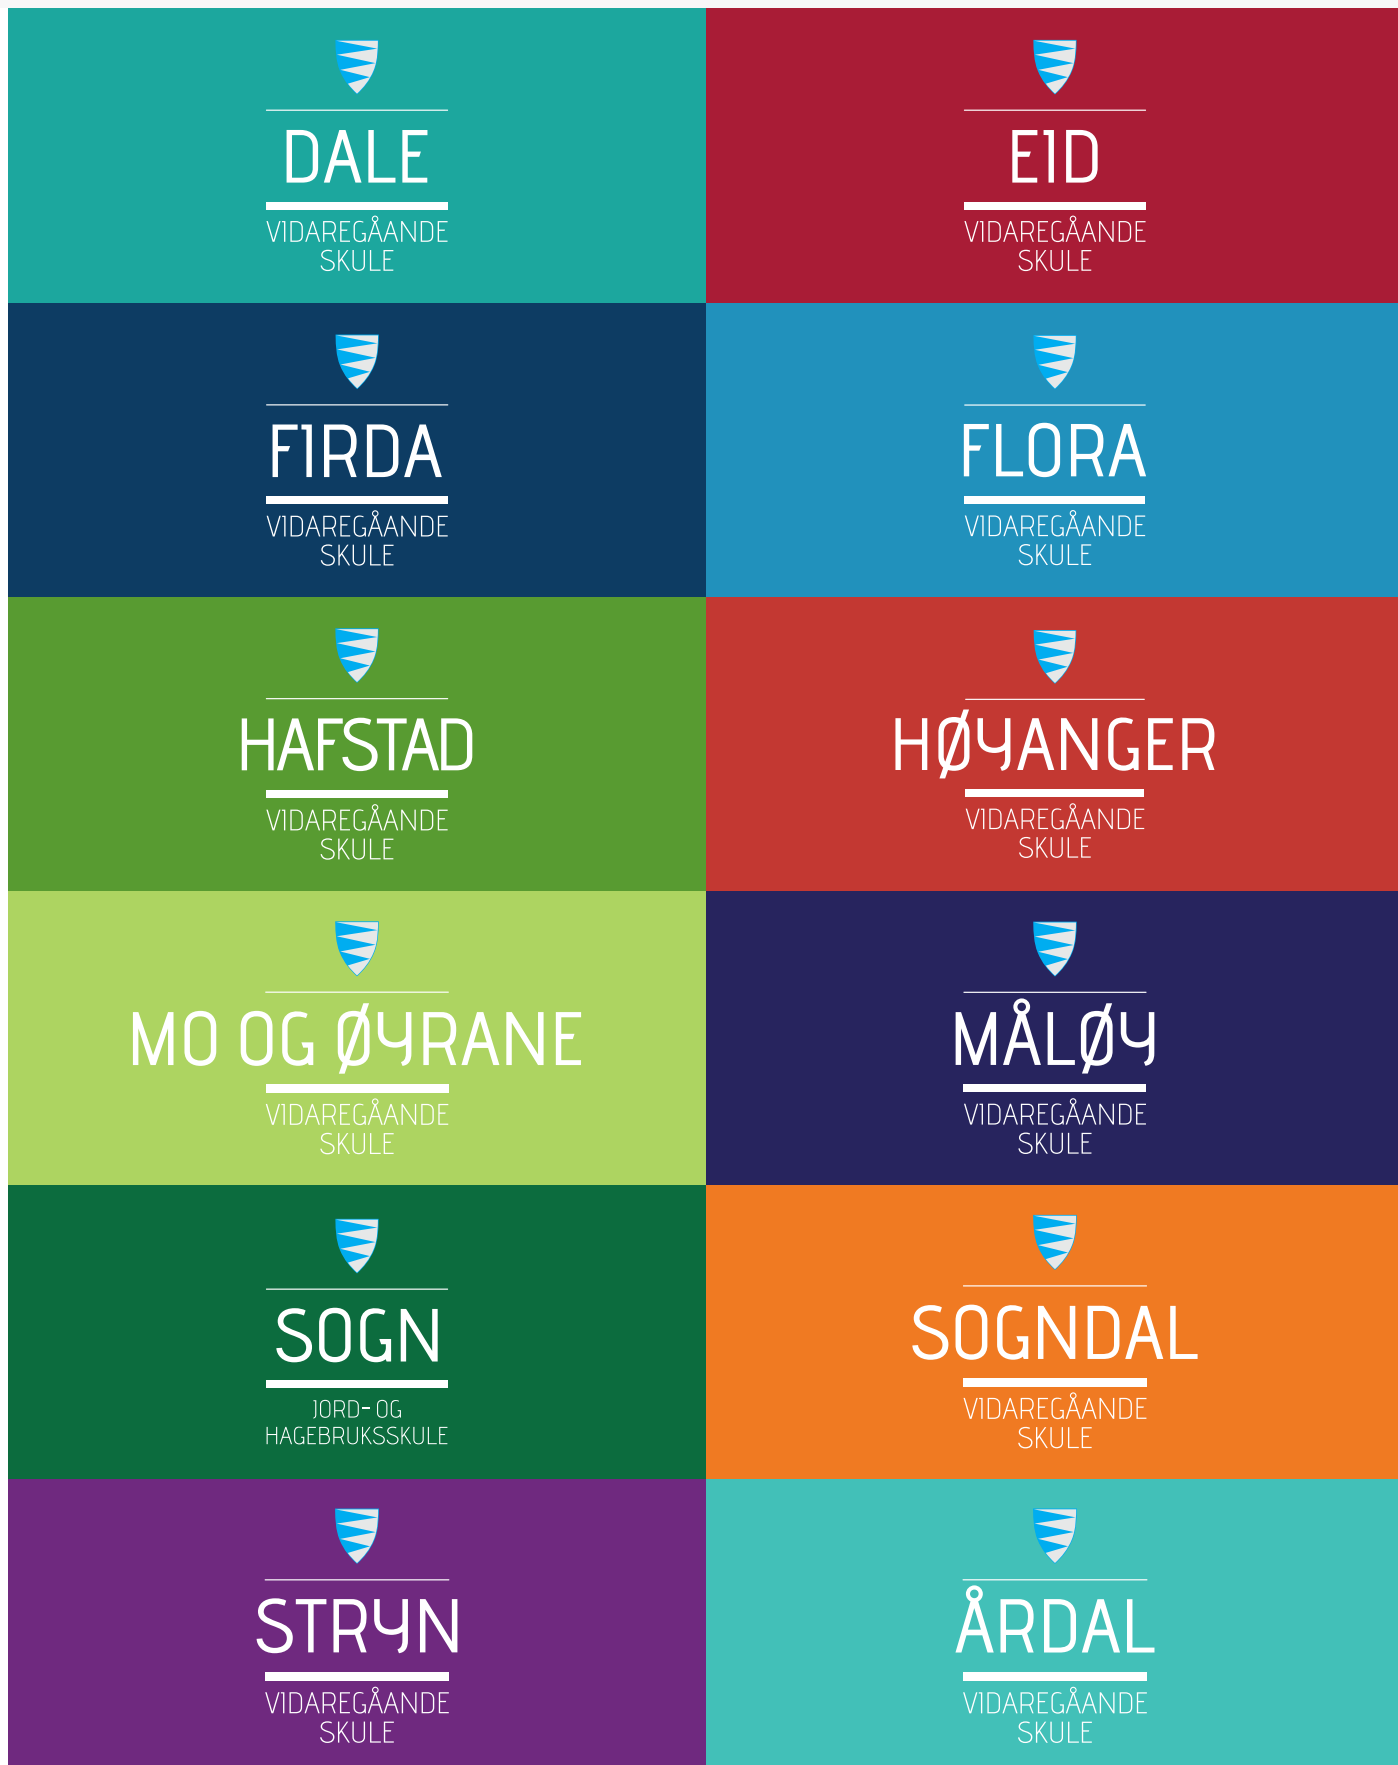 DALE
VIDAREGÅANDE
SKULE
EID
VIDAREGÅANDE
SKULE
FIRDA
VIDAREGÅANDE
SKULE
FLORA
VIDAREGÅANDE
SKULE
HAFSTAD
VIDAREGÅANDE
SKULE
HØYANGER
VIDAREGÅANDE
SKULE
MO OG ØYRANE
VIDAREGÅANDE
SKULE
MÅLØY
VIDAREGÅANDE
SKULE
SOGN
JORD- OG
HAGEBRUKSSKULE
SOGNDAL
VIDAREGÅANDE
SKULE
STRYN
VIDAREGÅANDE
SKULE
ÅRDAL
VIDAREGÅANDE
SKULE